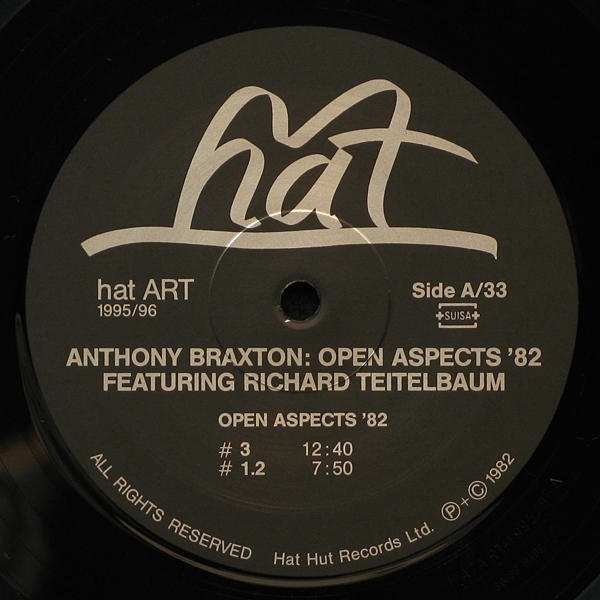 hat
hat ART
1995/96
Side A/33
SUISA
ANTHONY BRAXTON: OPEN ASPECTS ’82
FEATURING RICHARD TEITELBAUM
OPEN ASPECTS ’82
# 3 12:40
# 1.2 7:50
ALL RIGHTS RESERVED Hat Hut Records Ltd. Ⓟ+© 1982